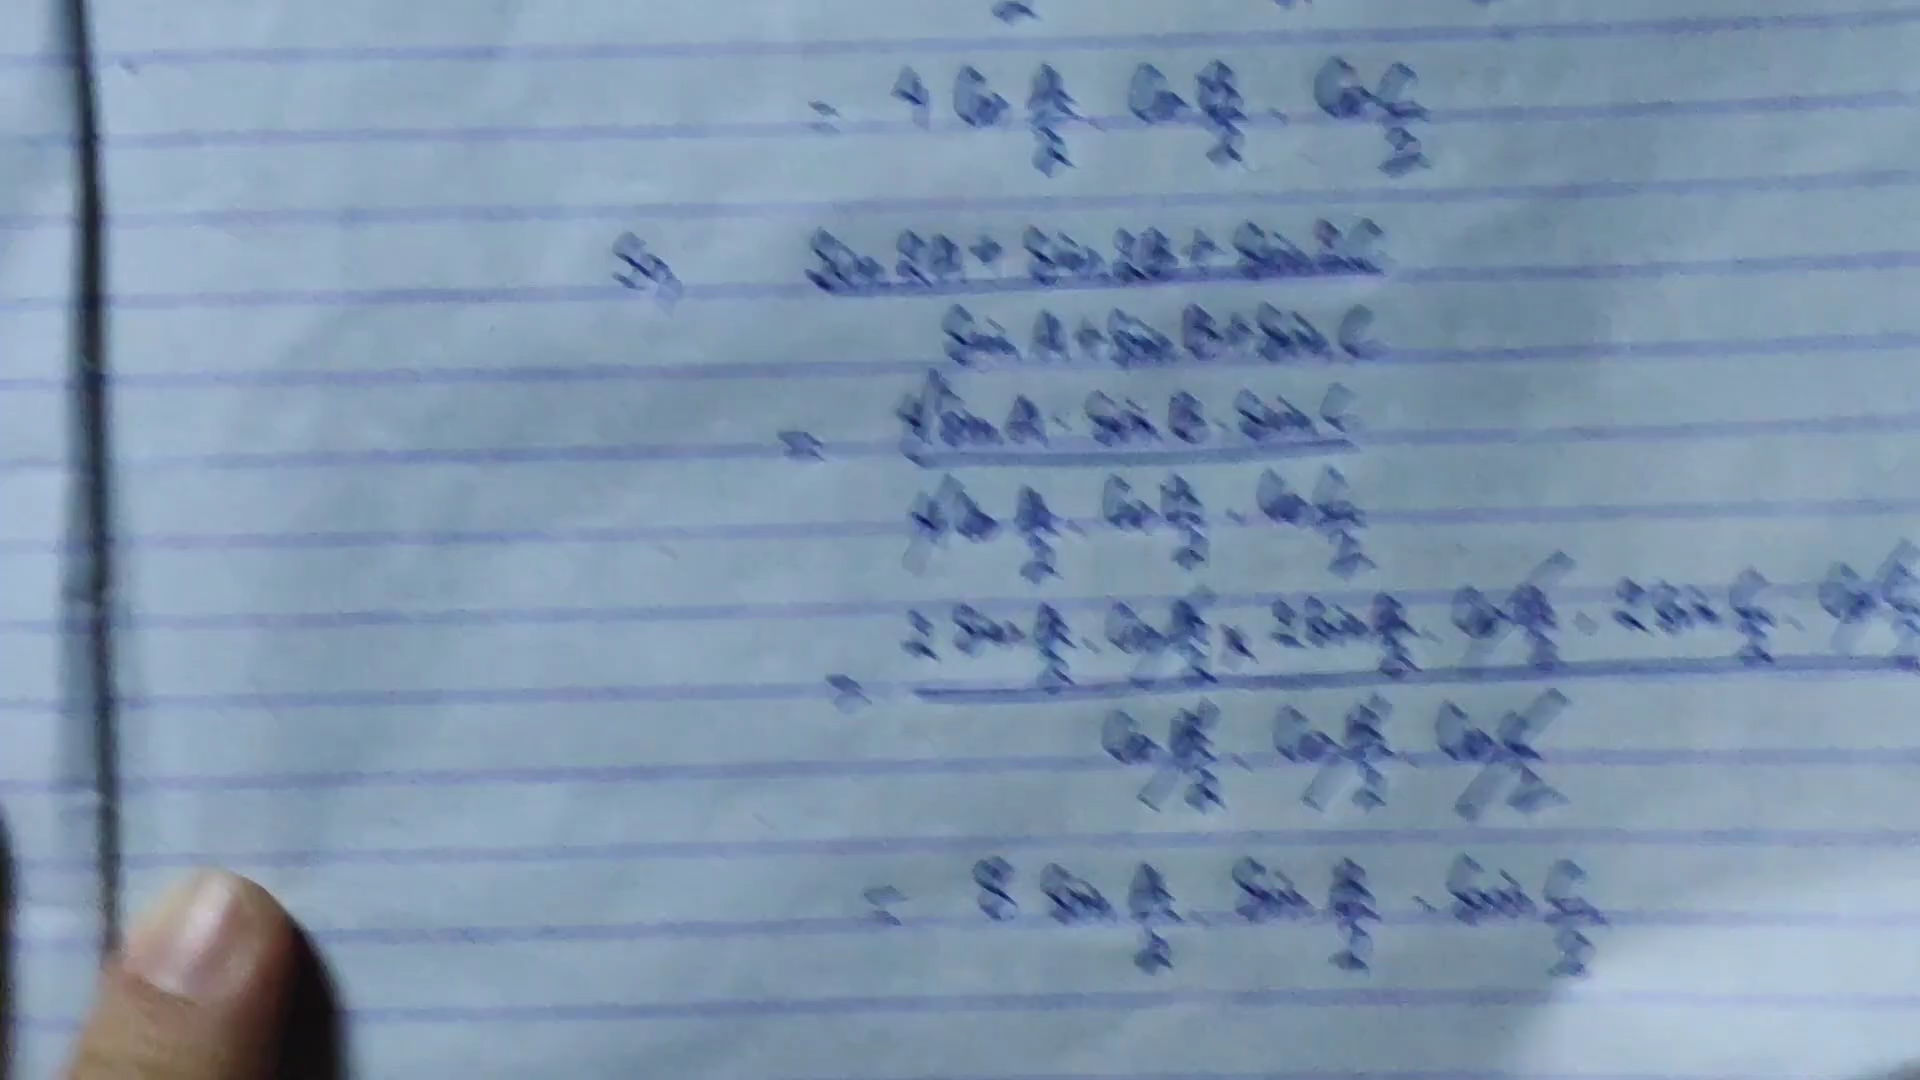 = 4 Cos A/2 . Cos B/2 . Cos C/2
So, Sin 2A + Sin 2B + Sin 2C
Sin A + Sin B + Sin C
= 4 Sin A . Sin B . Sin C
4 Cos A/2 . Cos B/2 . Cos C/2
= 2 Sin A/2 . Cos A/2 . 2 Sin B/2 . Cos B/2 . 2 Sin C/2 . Cos C/2
Cos A/2 . Cos B/2 . Cos C/2
= 8 Sin A/2 . Sin B/2 . Sin C/2